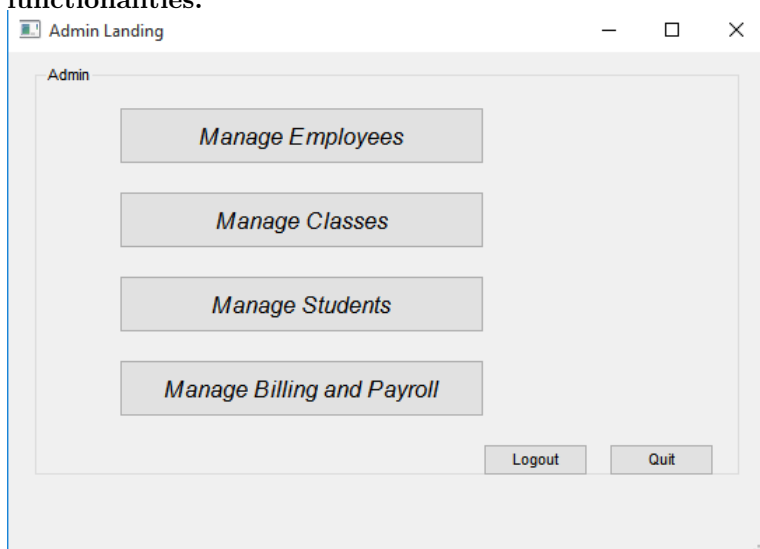 functionalities.
Admin Landing
Admin
Manage Employees
Manage Classes
Manage Students
Manage Billing and Payroll
Logout Quit